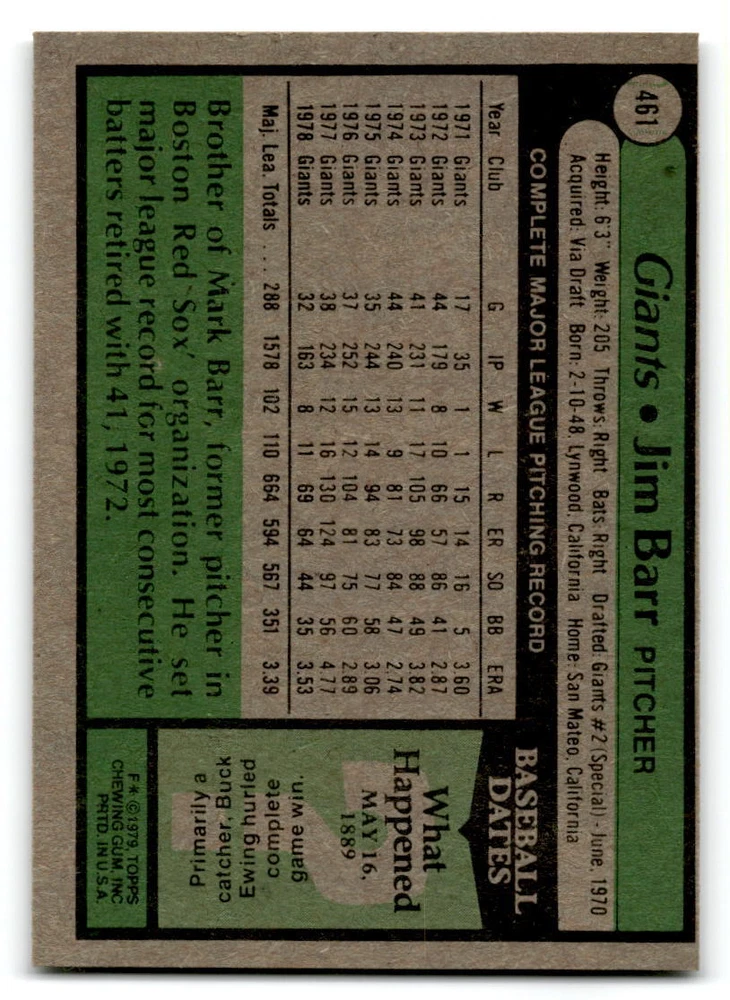 461
Giants • Jim Barr PITCHER
Height: 6'3" Weight: 205 Throws: Right Bats: Right Drafted: Giants #2 (Special) - June, 1970
Acquired: Via Draft Born: 2-10-48, Lynwood, California Home: San Mateo, California
COMPLETE MAJOR LEAGUE PITCHING RECORD
Year Club G IP W L R ER SO BB ERA
1971 Giants 17 35 1 1 15 14 16 5 3.60
1972 Giants 44 179 8 10 66 57 86 41 2.87
1973 Giants 41 231 11 17 105 98 88 49 3.82
1974 Giants 44 240 13 9 81 73 84 47 2.74
1975 Giants 35 244 13 14 94 83 77 58 3.06
1976 Giants 37 252 15 12 104 81 75 60 2.89
1977 Giants 38 234 12 16 130 124 97 56 4.77
1978 Giants 32 163 8 11 69 64 44 35 3.53
Maj. Lea. Totals . . . 288 1578 102 110 664 594 567 351 3.39
Brother of Mark Barr, former pitcher in
Boston Red Sox' organization. He set
major league record for most consecutive
batters retired with 41, 1972.
BASEBALL
DATES
What
Happened
MAY 16,
1889
Primarily a
catcher, Buck
Ewing hurled
complete
game win.
F* ©1979, TOPPS
CHEWING GUM, INC
PRTD. IN U.S.A.